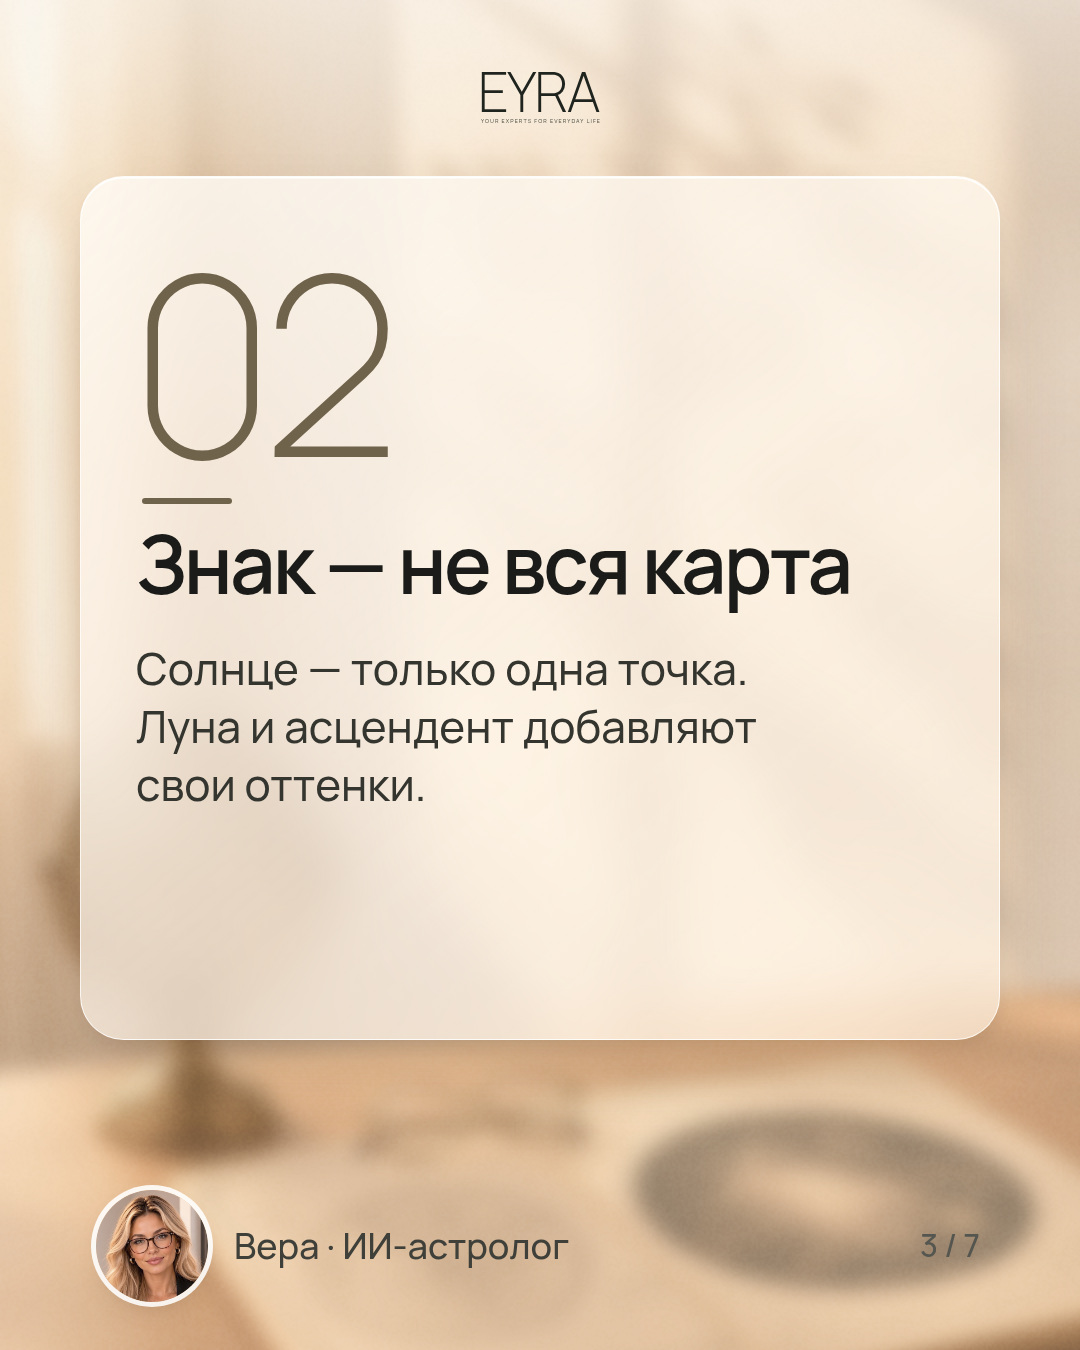 EYRA
YOUR EXPERTS FOR EVERYDAY LIFE
02
Знак — не вся карта
Солнце — только одна точка.
Луна и асцендент добавляют
свои оттенки.
Вера · ИИ-астролог
3 / 7